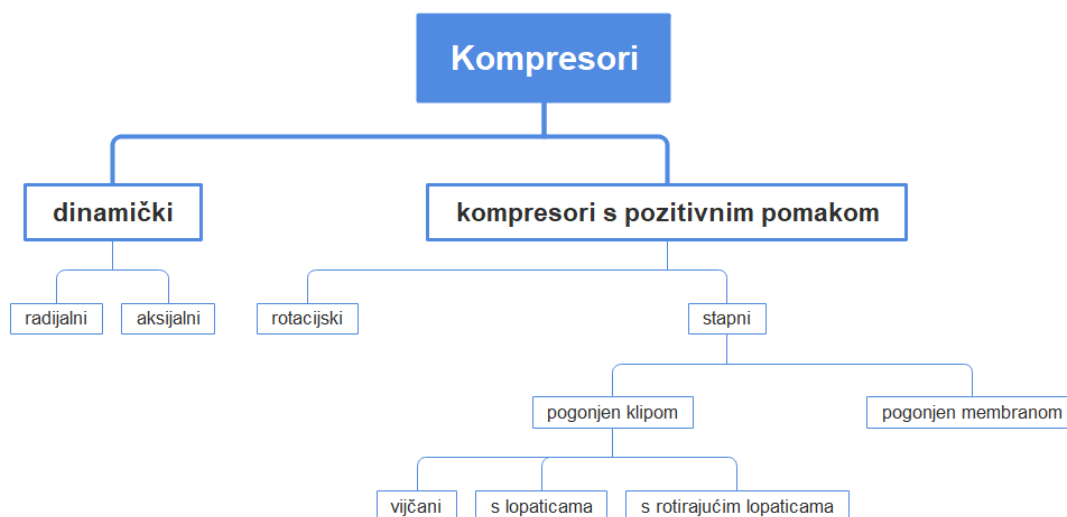 Kompresori
dinamički
kompresori s pozitivnim pomakom
radijalni
aksijalni
rotacijski
stapni
pogonjen klipom
pogonjen membranom
vijčani
s lopaticama
s rotirajućim lopaticama